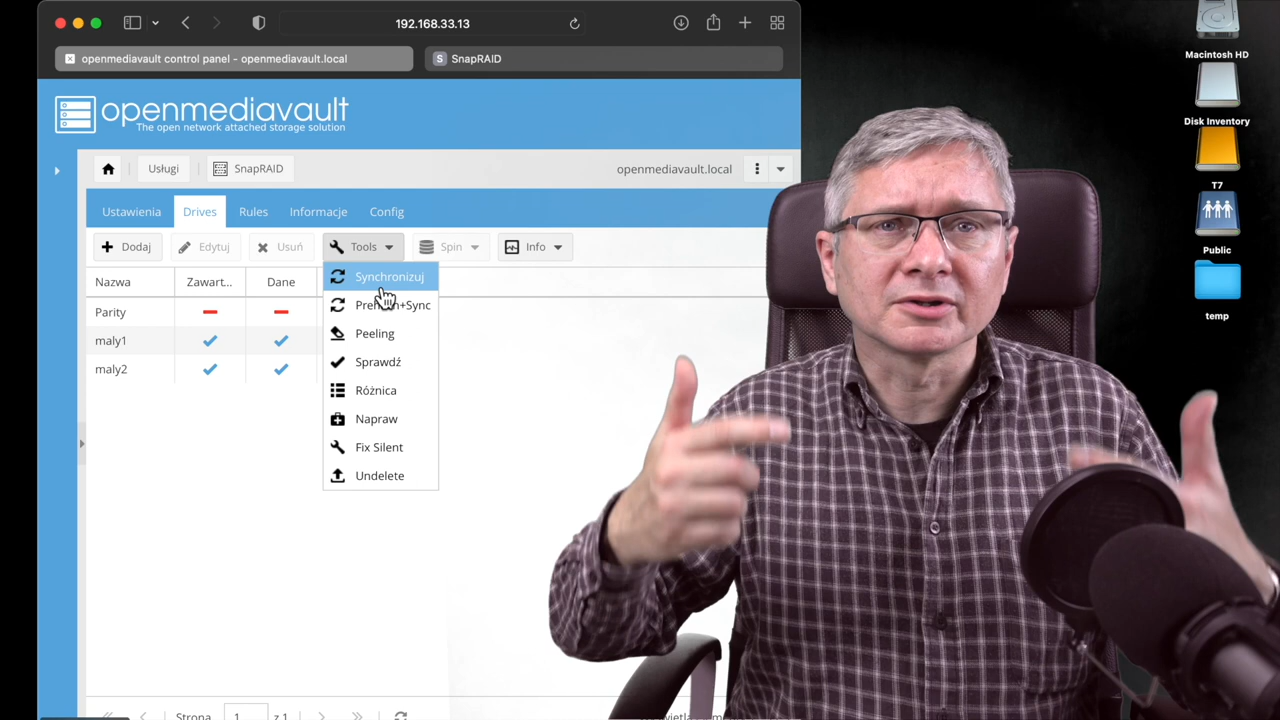 192.168.33.13
openmediavault control panel - openmediavault.local
S SnapRAID
openmediavault
The open network attached storage solution
Usługi
SnapRAID
openmediavault.local
Ustawienia
Drives
Rules
Informacje
Config
Dodaj
Edytuj
Usuń
Tools
Spin
Info
Nazwa
Zawart...
Dane
Parity
maly1
maly2
Synchronizuj
+Sync
Peeling
Sprawdź
Różnica
Napraw
Fix Silent
Undelete
Strona
1
z 1
Macintosh HD
Disk Inventory
T7
Public
temp